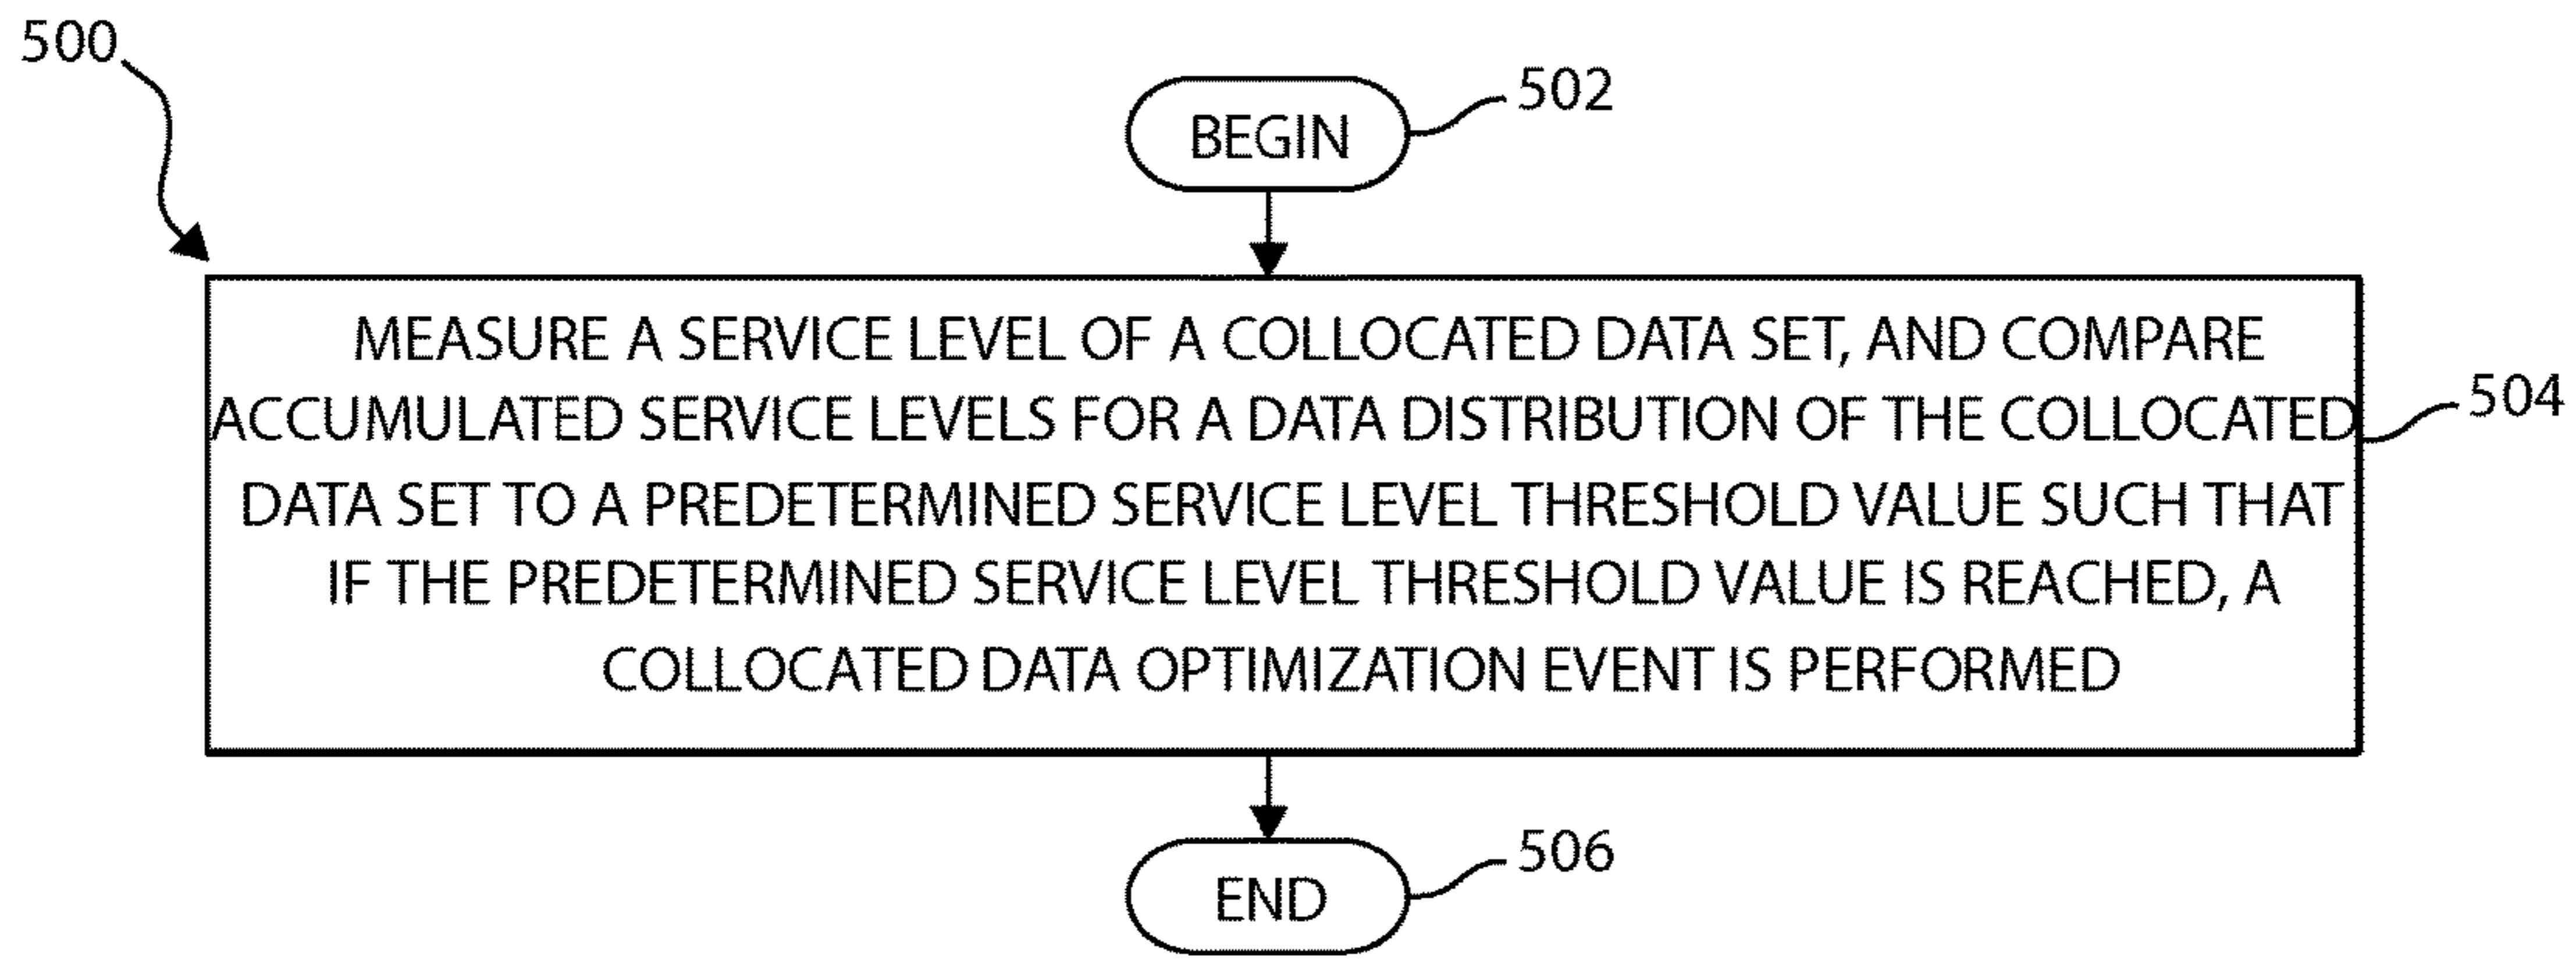 500
502
BEGIN
MEASURE A SERVICE LEVEL OF A COLLOCATED DATA SET, AND COMPARE
ACCUMULATED SERVICE LEVELS FOR A DATA DISTRIBUTION OF THE COLLOCATED
DATA SET TO A PREDETERMINED SERVICE LEVEL THRESHOLD VALUE SUCH THAT
IF THE PREDETERMINED SERVICE LEVEL THRESHOLD VALUE IS REACHED, A
COLLOCATED DATA OPTIMIZATION EVENT IS PERFORMED
504
506
END